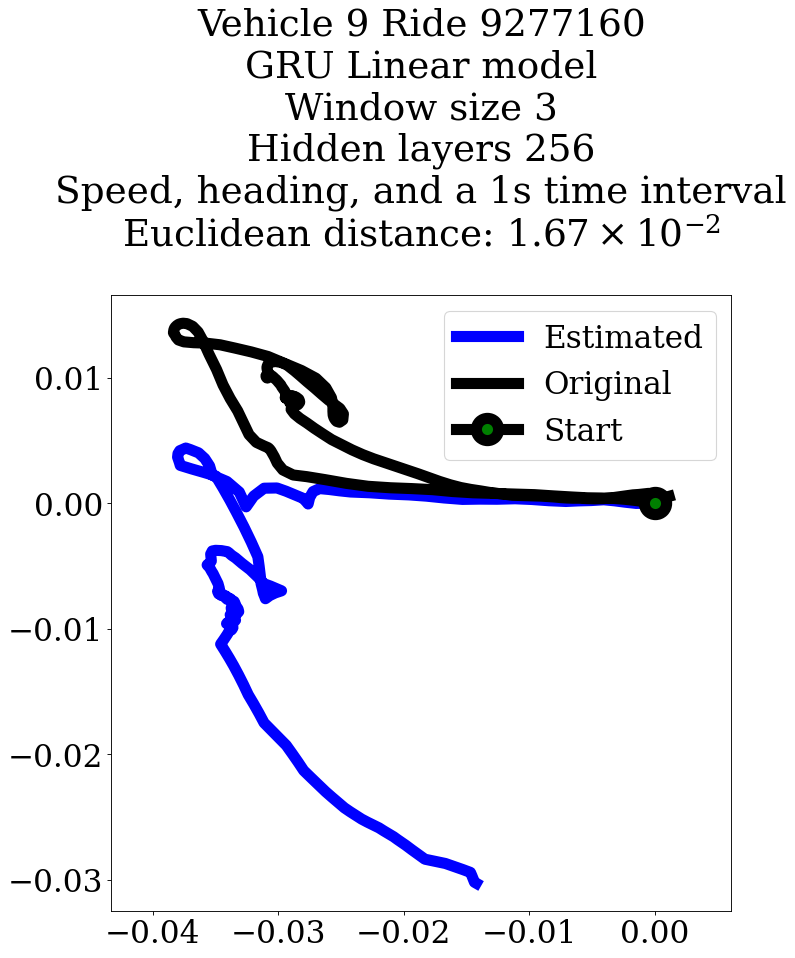 Vehicle 9 Ride 9277160
GRU Linear model
Window size 3
Hidden layers 256
Speed, heading, and a 1s time interval
Euclidean distance: 1.67 × 10⁻²
Estimated
Original
Start
0.01
0.00
−0.01
−0.02
−0.03
−0.04 −0.03 −0.02 −0.01 0.00